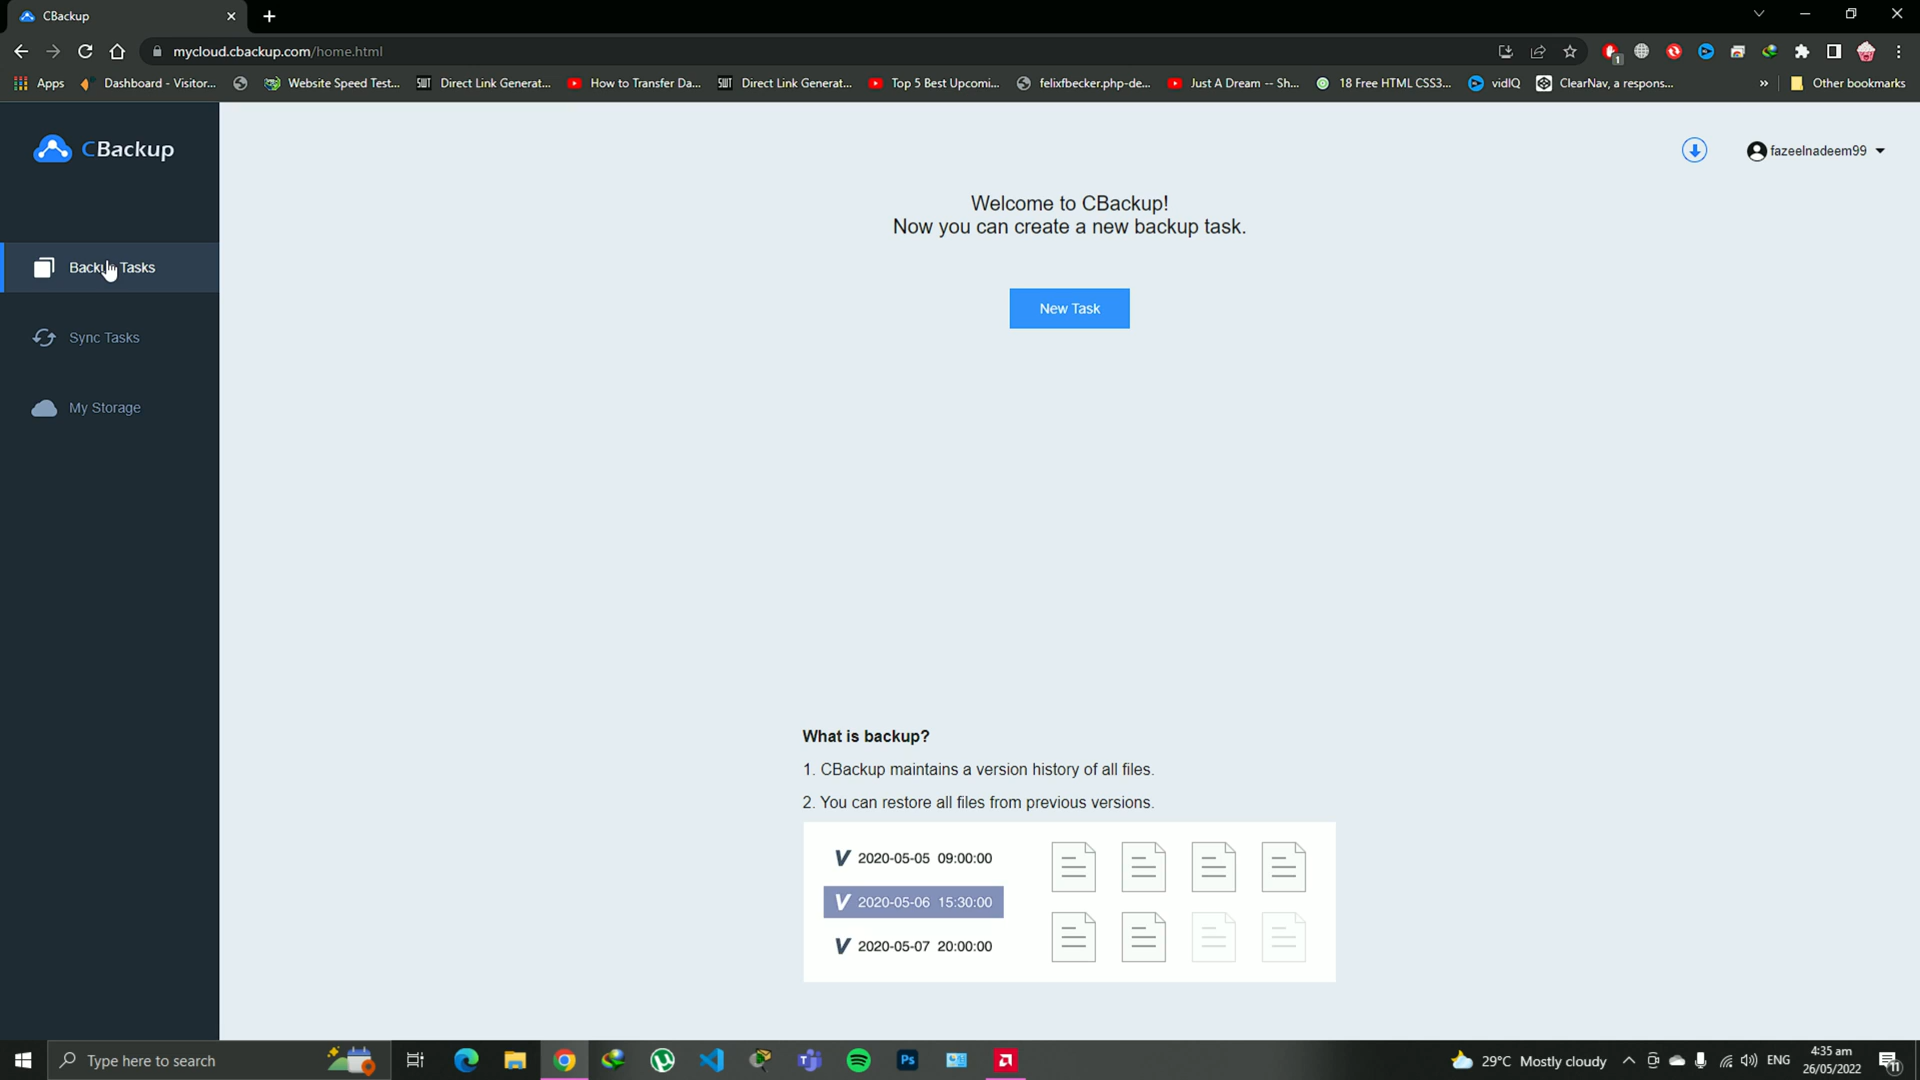 CBackup
mycloud.cbackup.com/home.html
1
Apps
Dashboard - Visitor...
Website Speed Test...
SWT
Direct Link Generat...
How to Transfer Da...
SWT
Direct Link Generat...
Top 5 Best Upcomi...
felixfbecker.php-de...
Just A Dream -- Sh...
18 Free HTML CSS3...
vidIQ
ClearNav, a respons...
»
Other bookmarks
CBackup
fazeelnadeem99
Welcome to CBackup!
Now you can create a new backup task.
Backup Tasks
New Task
Sync Tasks
My Storage
What is backup?
1. CBackup maintains a version history of all files.
2. You can restore all files from previous versions.
V 2020-05-05 09:00:00
V 2020-05-06 15:30:00
V 2020-05-07 20:00:00
Type here to search
Ps
29°C Mostly cloudy
ENG
4:35 am
26/05/2022
11